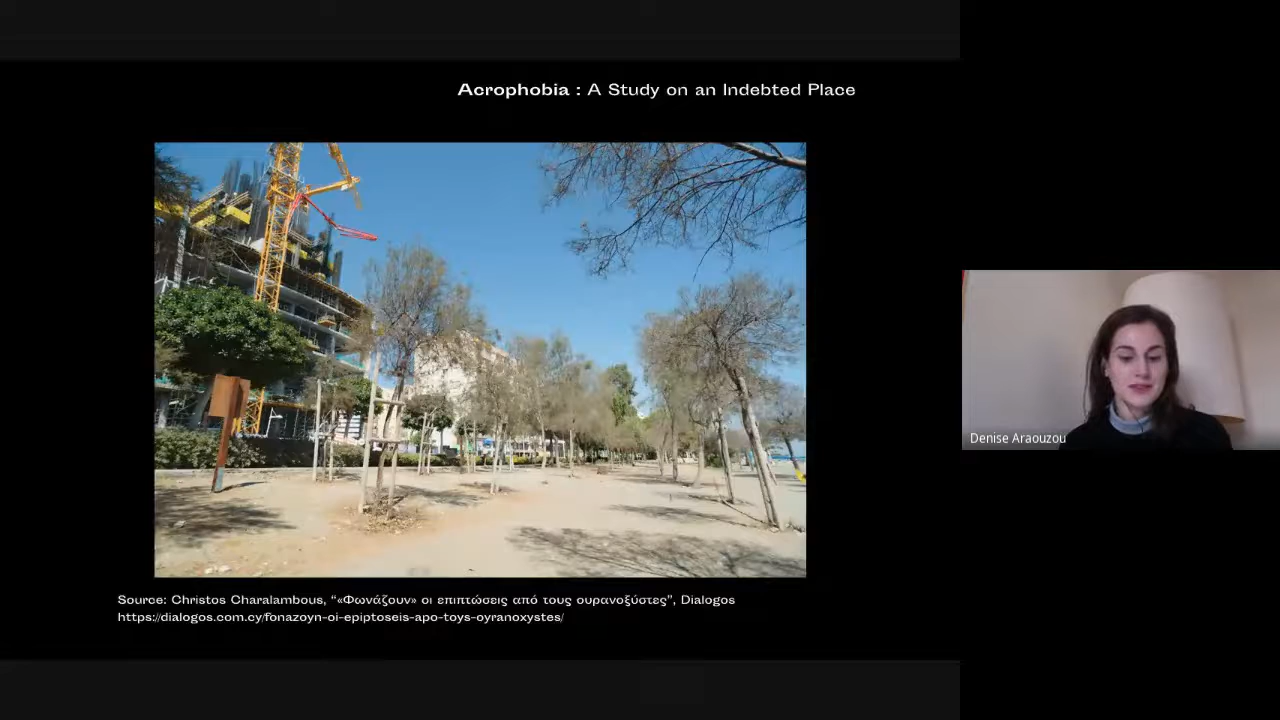 Acrophobia : A Study on an Indebted Place
Denise Araouzou
Source: Christos Charalambous, “«Φωνάζουν» οι επιπτώσεις από τους ουρανοξύστες”, Dialogos
https://dialogos.com.cy/fonazoyn-oi-epiptoseis-apo-toys-oyranoxystes/